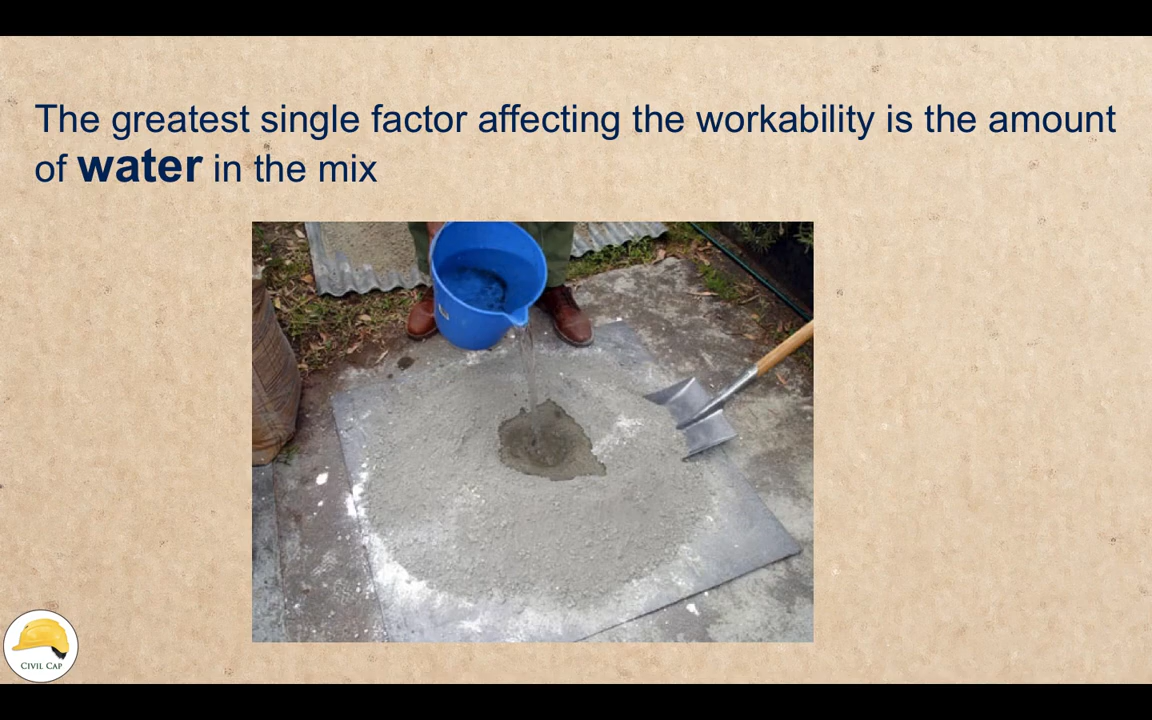 The greatest single factor affecting the workability is the amount
of water in the mix
CIVIL CAP